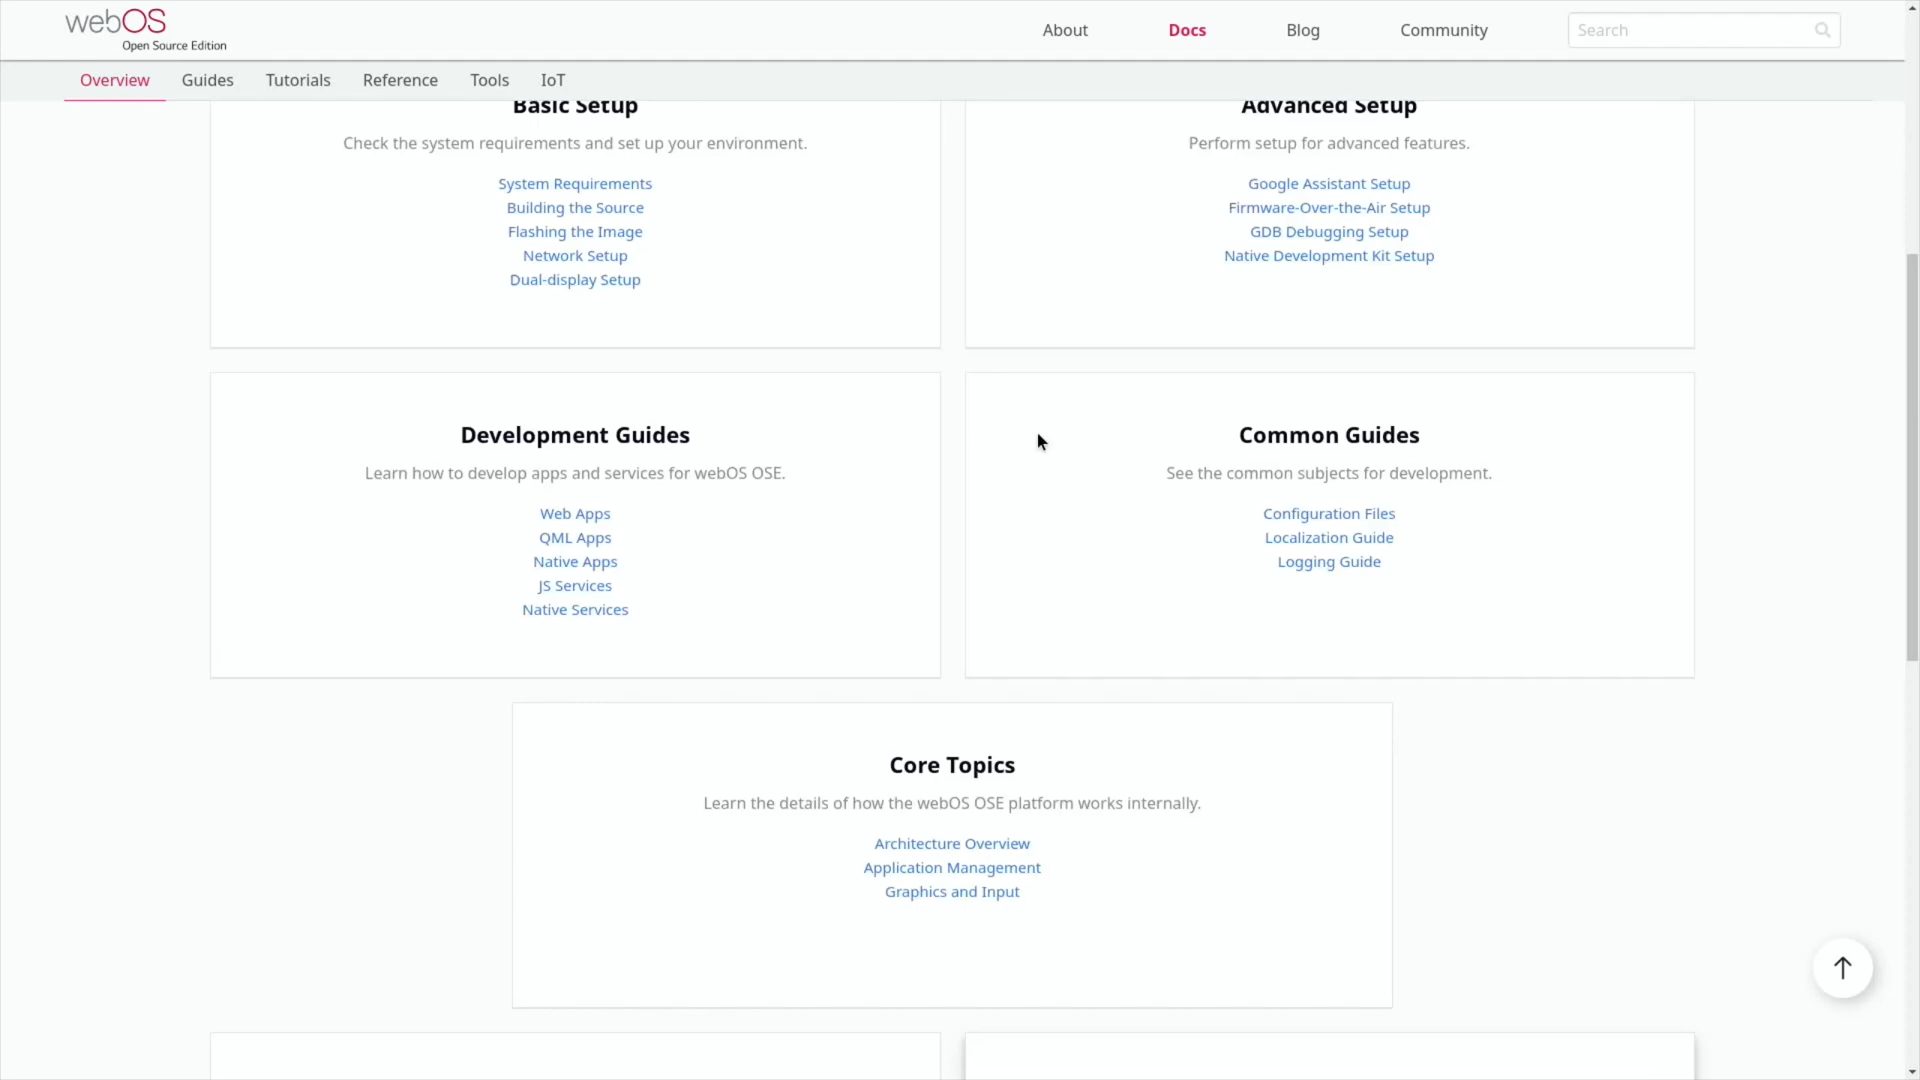 webOS
Open Source Edition
About
Docs
Blog
Community
Search
Overview
Guides
Tutorials
Reference
Tools
IoT
Basic Setup
Check the system requirements and set up your environment.
System Requirements
Building the Source
Flashing the Image
Network Setup
Dual-display Setup
Advanced Setup
Perform setup for advanced features.
Google Assistant Setup
Firmware-Over-the-Air Setup
GDB Debugging Setup
Native Development Kit Setup
Development Guides
Learn how to develop apps and services for webOS OSE.
Web Apps
QML Apps
Native Apps
JS Services
Native Services
Common Guides
See the common subjects for development.
Configuration Files
Localization Guide
Logging Guide
Core Topics
Learn the details of how the webOS OSE platform works internally.
Architecture Overview
Application Management
Graphics and Input